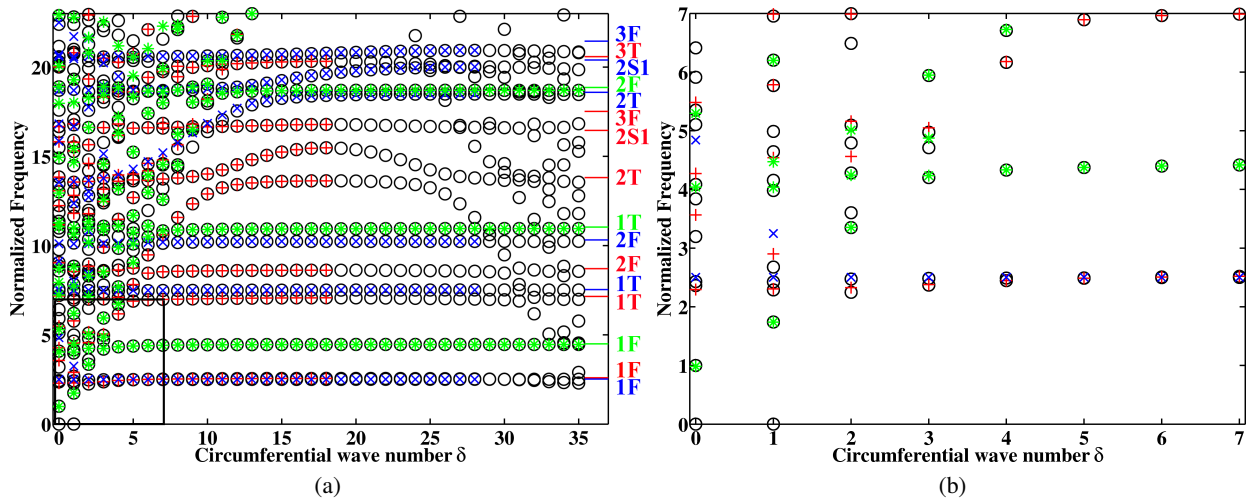 Normalized Frequency
20
15
10
5
0
0 5 10 15 20 25 30 35
Circumferential wave number δ
3F
3T
2S1
2F
2T
3F
2S1
2T
1T
2F
2F
1T
1T
1F
1F
1F
(a)
Normalized Frequency
7
6
5
4
3
2
1
0
0 1 2 3 4 5 6 7
Circumferential wave number δ
(b)